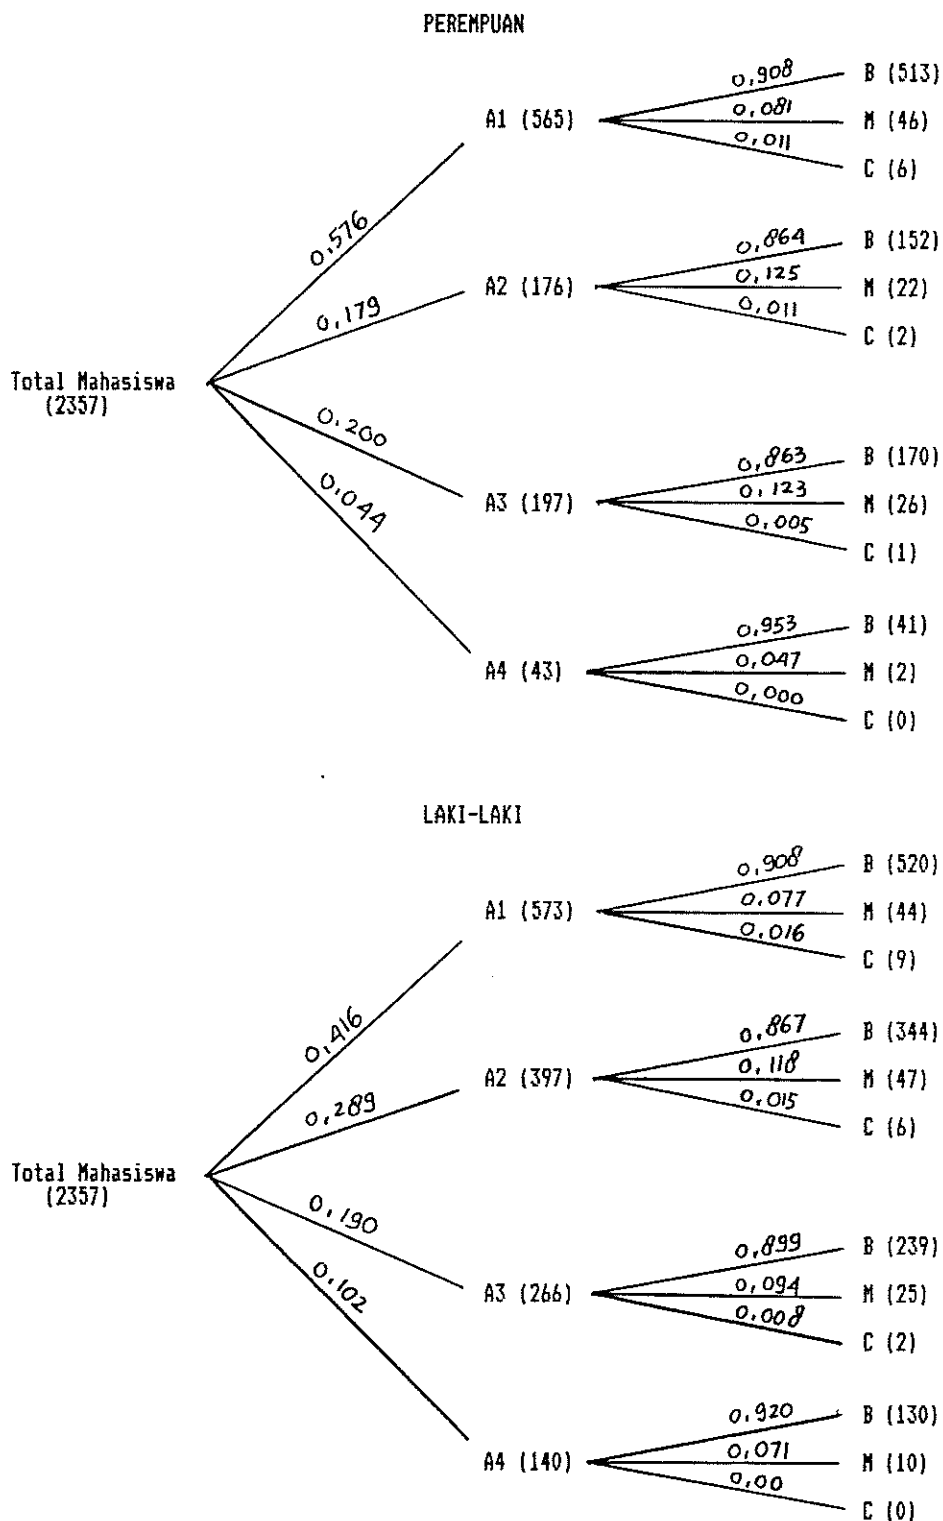 PEREMPUAN
0,908 B (513)
A1 (565) 0,081 M (46)
0,011 C (6)
0,576
0,864 B (152)
A2 (176) 0,125 M (22)
0,011 C (2)
0,179
Total Mahasiswa
(2357)
0,200
0,863 B (170)
A3 (197) 0,123 M (26)
0,005 C (1)
0,044
0,953 B (41)
A4 (43) 0,047 M (2)
0,000 C (0)
LAKI-LAKI
0,908 B (520)
A1 (573) 0,077 M (44)
0,016 C (9)
0,416
0,867 B (344)
A2 (397) 0,118 M (47)
0,015 C (6)
0,289
Total Mahasiswa
(2357)
0,190
0,899 B (239)
A3 (266) 0,094 M (25)
0,008 C (2)
0,102
0,920 B (130)
A4 (140) 0,071 M (10)
0,00 C (0)